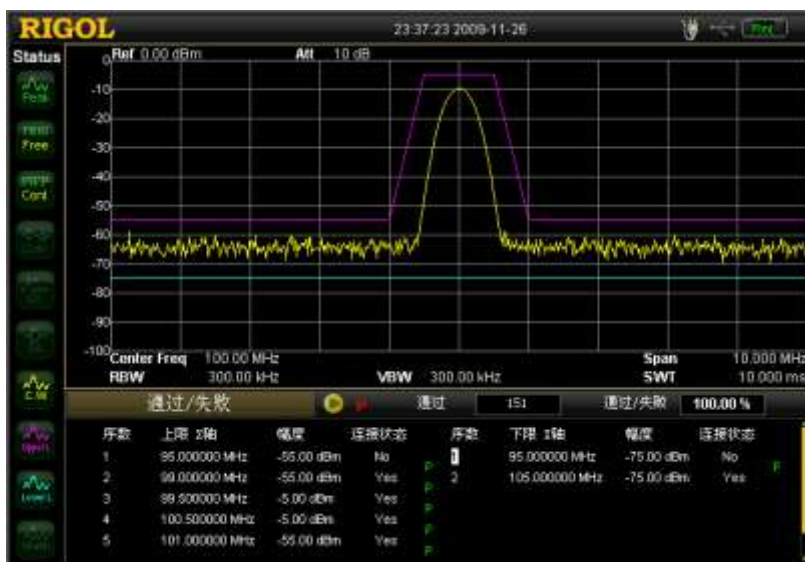 RIGOL
23:37:23 2009-11-26
Status
Ref 0.00 dBm Att 10 dB
0
-10
-20
-30
-40
-50
-60
-70
-80
-90
-100
Free
Cont
Center Freq 100.00 MHz Span 10.000 MHz
RBW 300.00 kHz VBW 300.00 kHz SWT 10.000 ms
通过/失败 通过 151 通过/失败 100.00 %
序数 上限 X轴 幅度 连接状态 序数 下限 X轴 幅度 连接状态
1 95.000000 MHz -55.00 dBm No 1 95.000000 MHz -75.00 dBm No
2 99.000000 MHz -55.00 dBm Yes 2 105.000000 MHz -75.00 dBm Yes
3 99.500000 MHz -5.00 dBm Yes
4 100.500000 MHz -5.00 dBm Yes
5 101.000000 MHz -55.00 dBm Yes